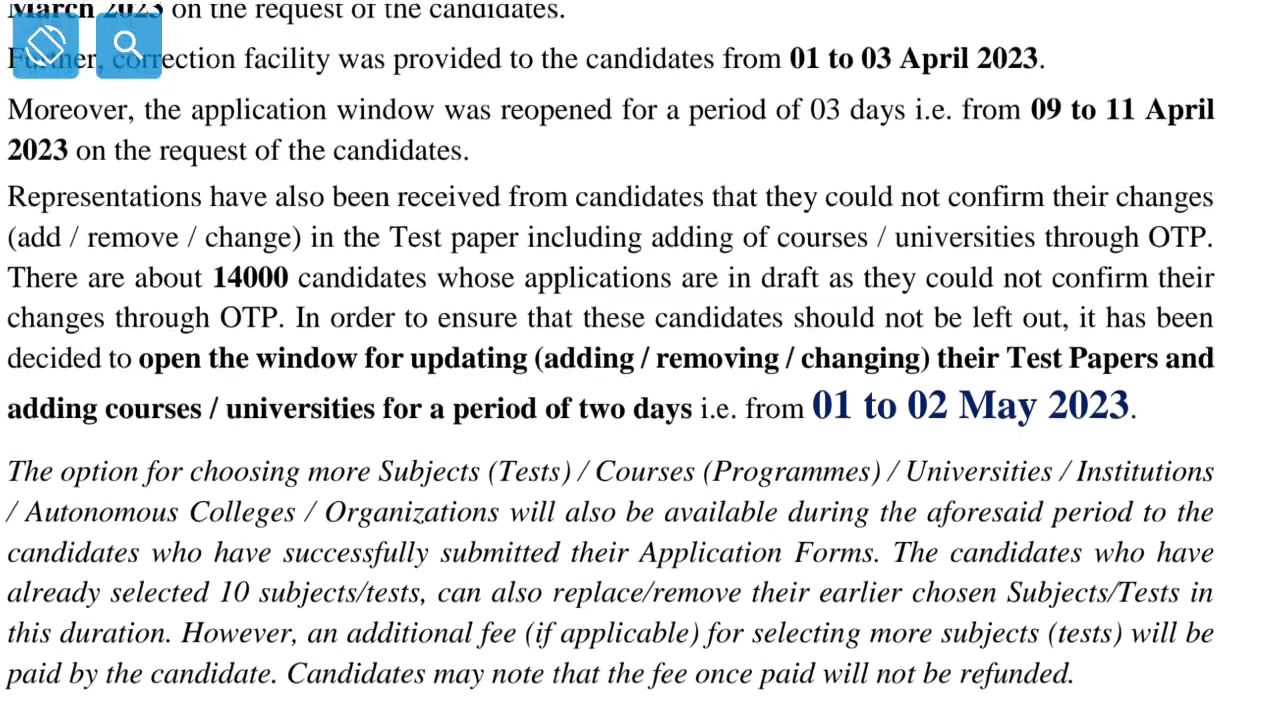 March 2023 on the request of the candidates.
Further, correction facility was provided to the candidates from 01 to 03 April 2023.
Moreover, the application window was reopened for a period of 03 days i.e. from 09 to 11 April
2023 on the request of the candidates.
Representations have also been received from candidates that they could not confirm their changes
(add / remove / change) in the Test paper including adding of courses / universities through OTP.
There are about 14000 candidates whose applications are in draft as they could not confirm their
changes through OTP. In order to ensure that these candidates should not be left out, it has been
decided to open the window for updating (adding / removing / changing) their Test Papers and
adding courses / universities for a period of two days i.e. from 01 to 02 May 2023.
The option for choosing more Subjects (Tests) / Courses (Programmes) / Universities / Institutions
/ Autonomous Colleges / Organizations will also be available during the aforesaid period to the
candidates who have successfully submitted their Application Forms. The candidates who have
already selected 10 subjects/tests, can also replace/remove their earlier chosen Subjects/Tests in
this duration. However, an additional fee (if applicable) for selecting more subjects (tests) will be
paid by the candidate. Candidates may note that the fee once paid will not be refunded.